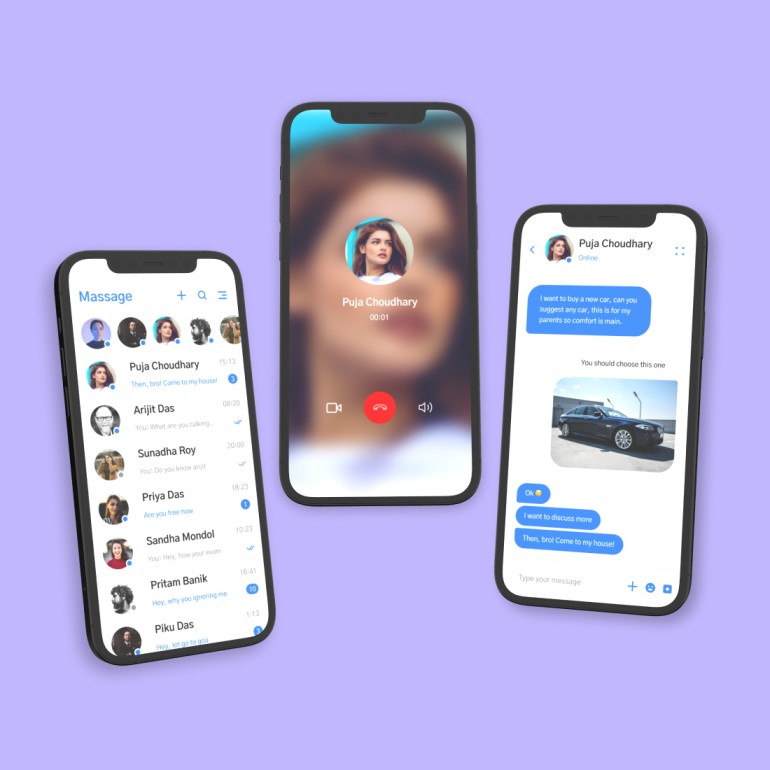 Massage
Puja Choudhary
15:13
Then, bro! Come to my house!
3
Arijit Das
08:20
You: What are you talking..
Sunadha Roy
20:00
You: Do you know arijit
Priya Das
18:23
Are you free now
1
Sandha Mondol
10:23
You: Hey, how your exam
Pritam Banik
16:41
Hey, why you ignoring me
10
Piku Das
1:13
Hey, let go to goa
Puja Choudhary
00:01
Puja Choudhary
Online
I want to buy a new car, can you
suggest any car, this is for my
parents so comfort is main.
You should choose this one
Ok
I want to discuss more
Then, bro! Come to my house!
Type your message